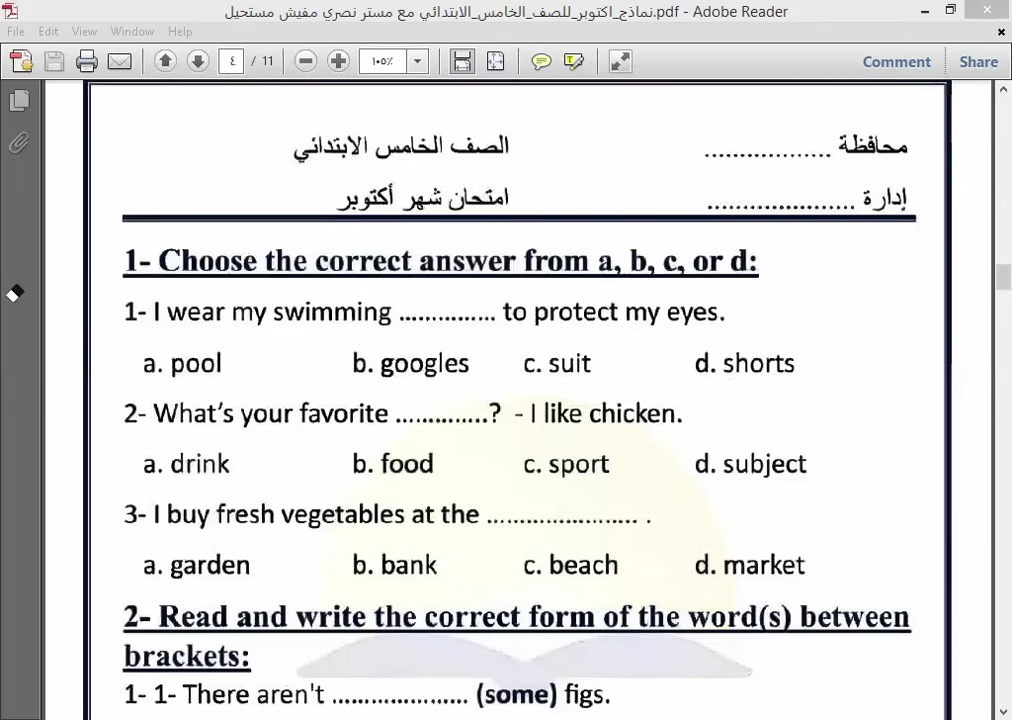 نماذج_اكتوبر_للصف_الخامس_الابتدائي مع مستر نصري مفيش مستحيل.pdf - Adobe Reader
File Edit View Window Help
٤ / 11 ١٠٥٪ Comment Share
محافظة .................. الصف الخامس الابتدائي
إدارة ..................... امتحان شهر أكتوبر
1- Choose the correct answer from a, b, c, or d:
1- I wear my swimming ............... to protect my eyes.
a. pool b. googles c. suit d. shorts
2- What's your favorite ..............? - I like chicken.
a. drink b. food c. sport d. subject
3- I buy fresh vegetables at the ....................... .
a. garden b. bank c. beach d. market
2- Read and write the correct form of the word(s) between
brackets:
1- 1- There aren't ..................... (some) figs.